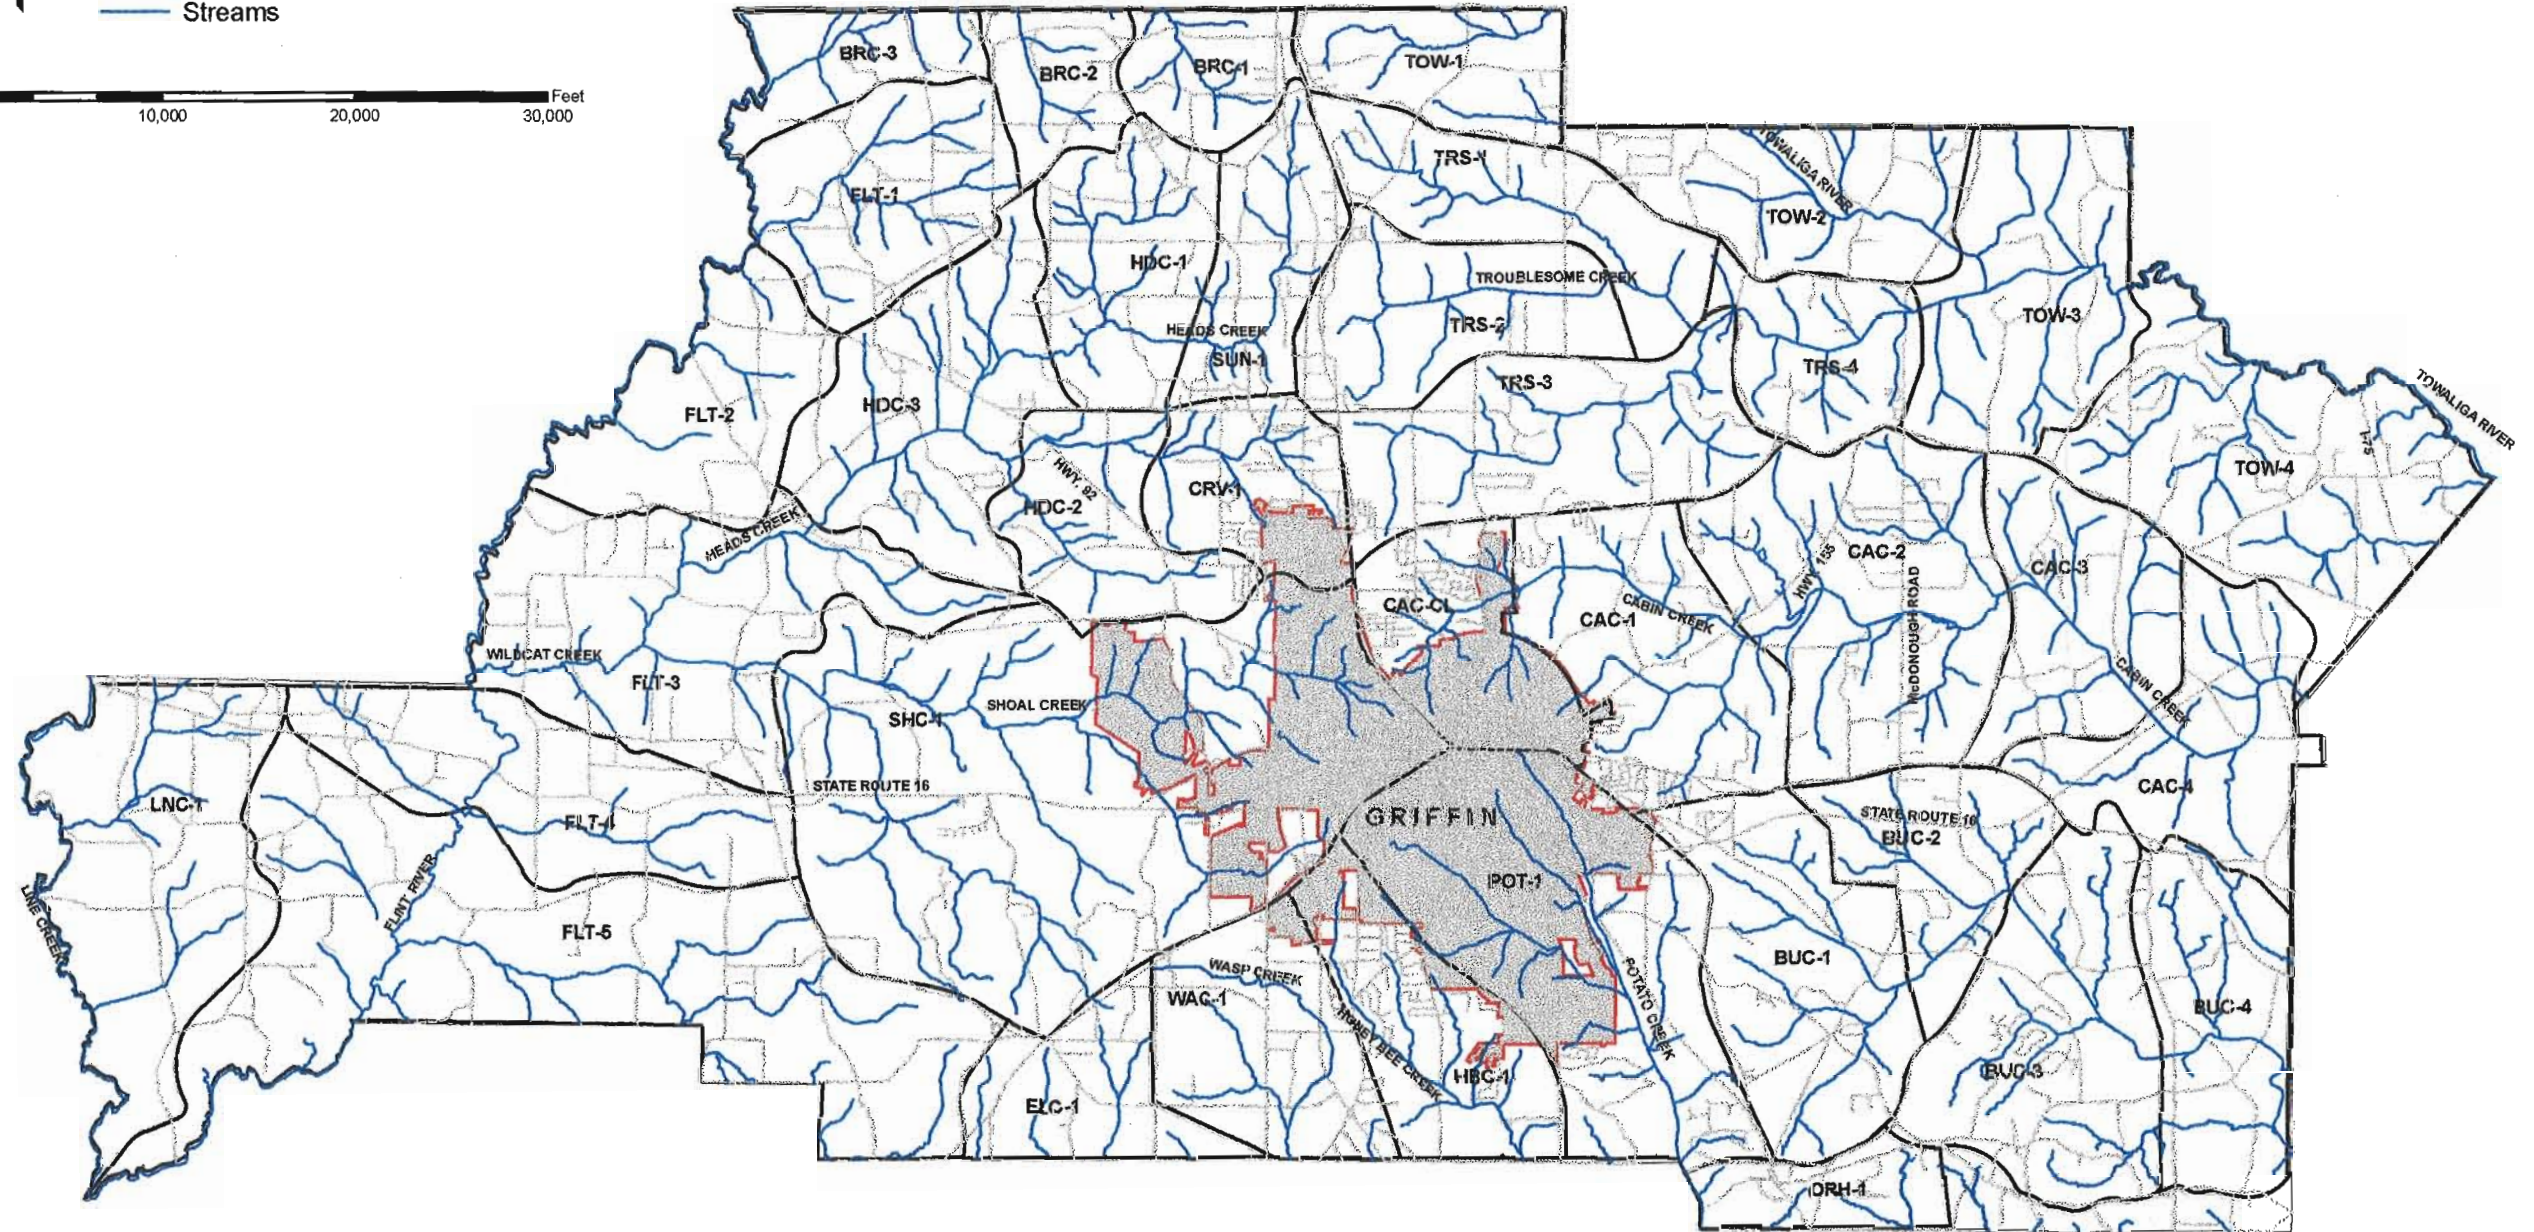 Streams
Feet
10,000
20,000
30,000
BRC-3
BRC-2
BRC-1
TOW-1
TRS-1
TOWALIGA RIVER
FLT-1
TOW-2
HDC-1
TROUBLESOME CREEK
HEADS CREEK
TRS-2
TOW-3
SUN-1
TRS-4
TRS-3
FLT-2
HDC-3
TOWALIGA RIVER
I-75
TOW-4
HWY. 92
CRV-1
HDC-2
HEADS CREEK
CAC-2
HWY. 155
CAC-3
McDONOUGH ROAD
CAC-CL
CAC-1
CABIN CREEK
WILDCAT CREEK
FLT-3
SHC-1
SHOAL CREEK
CABIN CREEK
STATE ROUTE 16
CAC-4
LNC-1
FLT-4
GRIFFIN
STATE ROUTE 16
BUC-2
FLINT RIVER
POT-1
LINE CREEK
FLT-5
BUC-1
WASP CREEK
WAC-1
POTATO CREEK
BUC-4
HONEY BEE CREEK
HBC-1
BUC-3
ELC-1
DRH-1